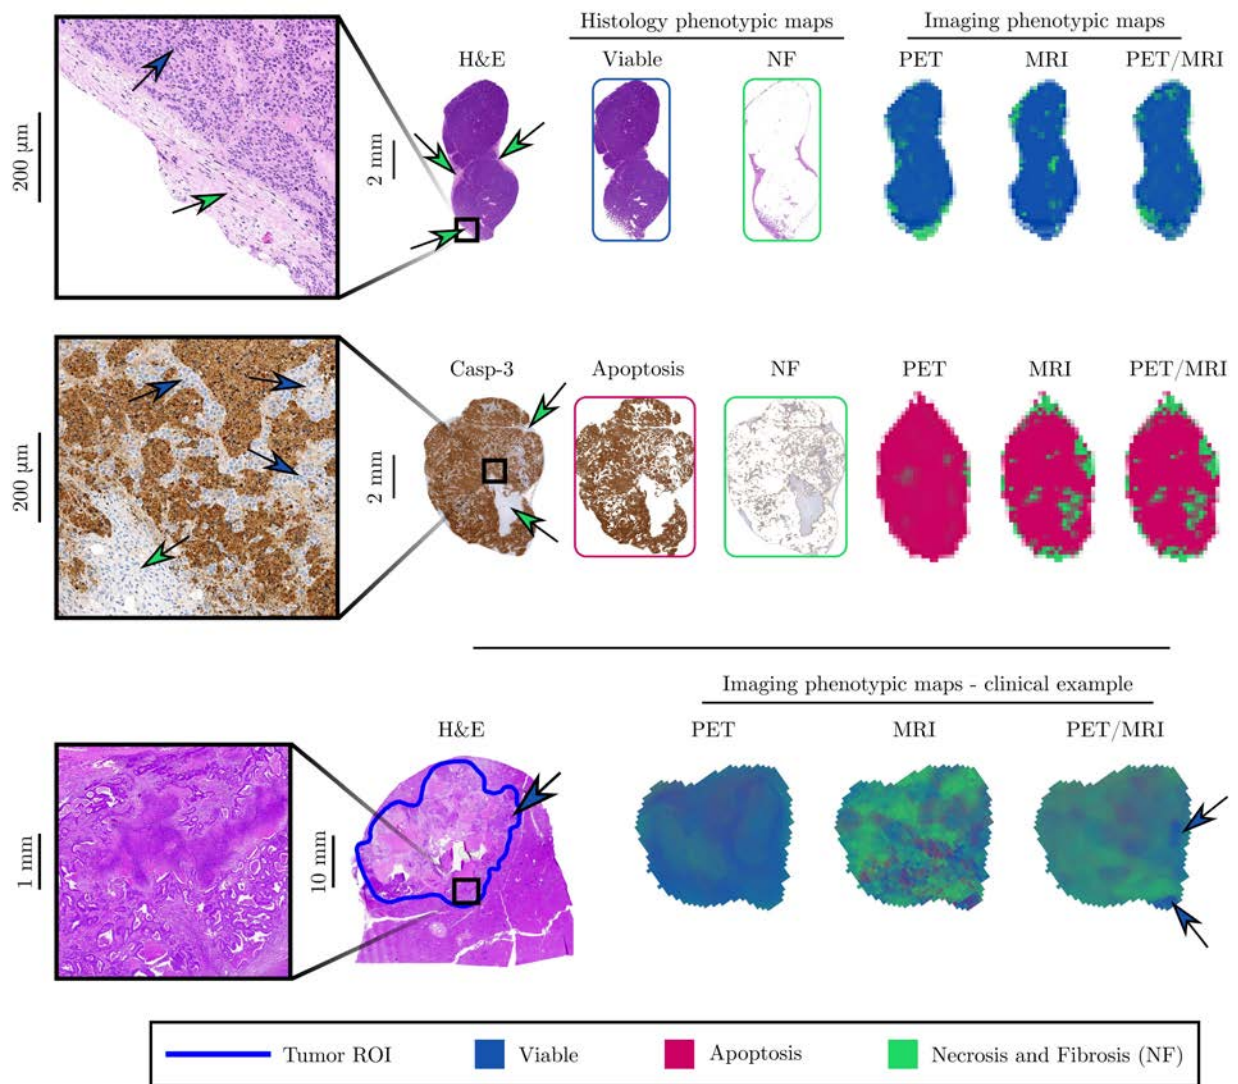 Histology phenotypic maps
Imaging phenotypic maps
H&E
Viable
NF
PET
MRI
PET/MRI
200 µm
2 mm
Casp-3
Apoptosis
NF
PET
MRI
PET/MRI
200 µm
2 mm
Imaging phenotypic maps - clinical example
H&E
PET
MRI
PET/MRI
1 mm
10 mm
Tumor ROI
Viable
Apoptosis
Necrosis and Fibrosis (NF)